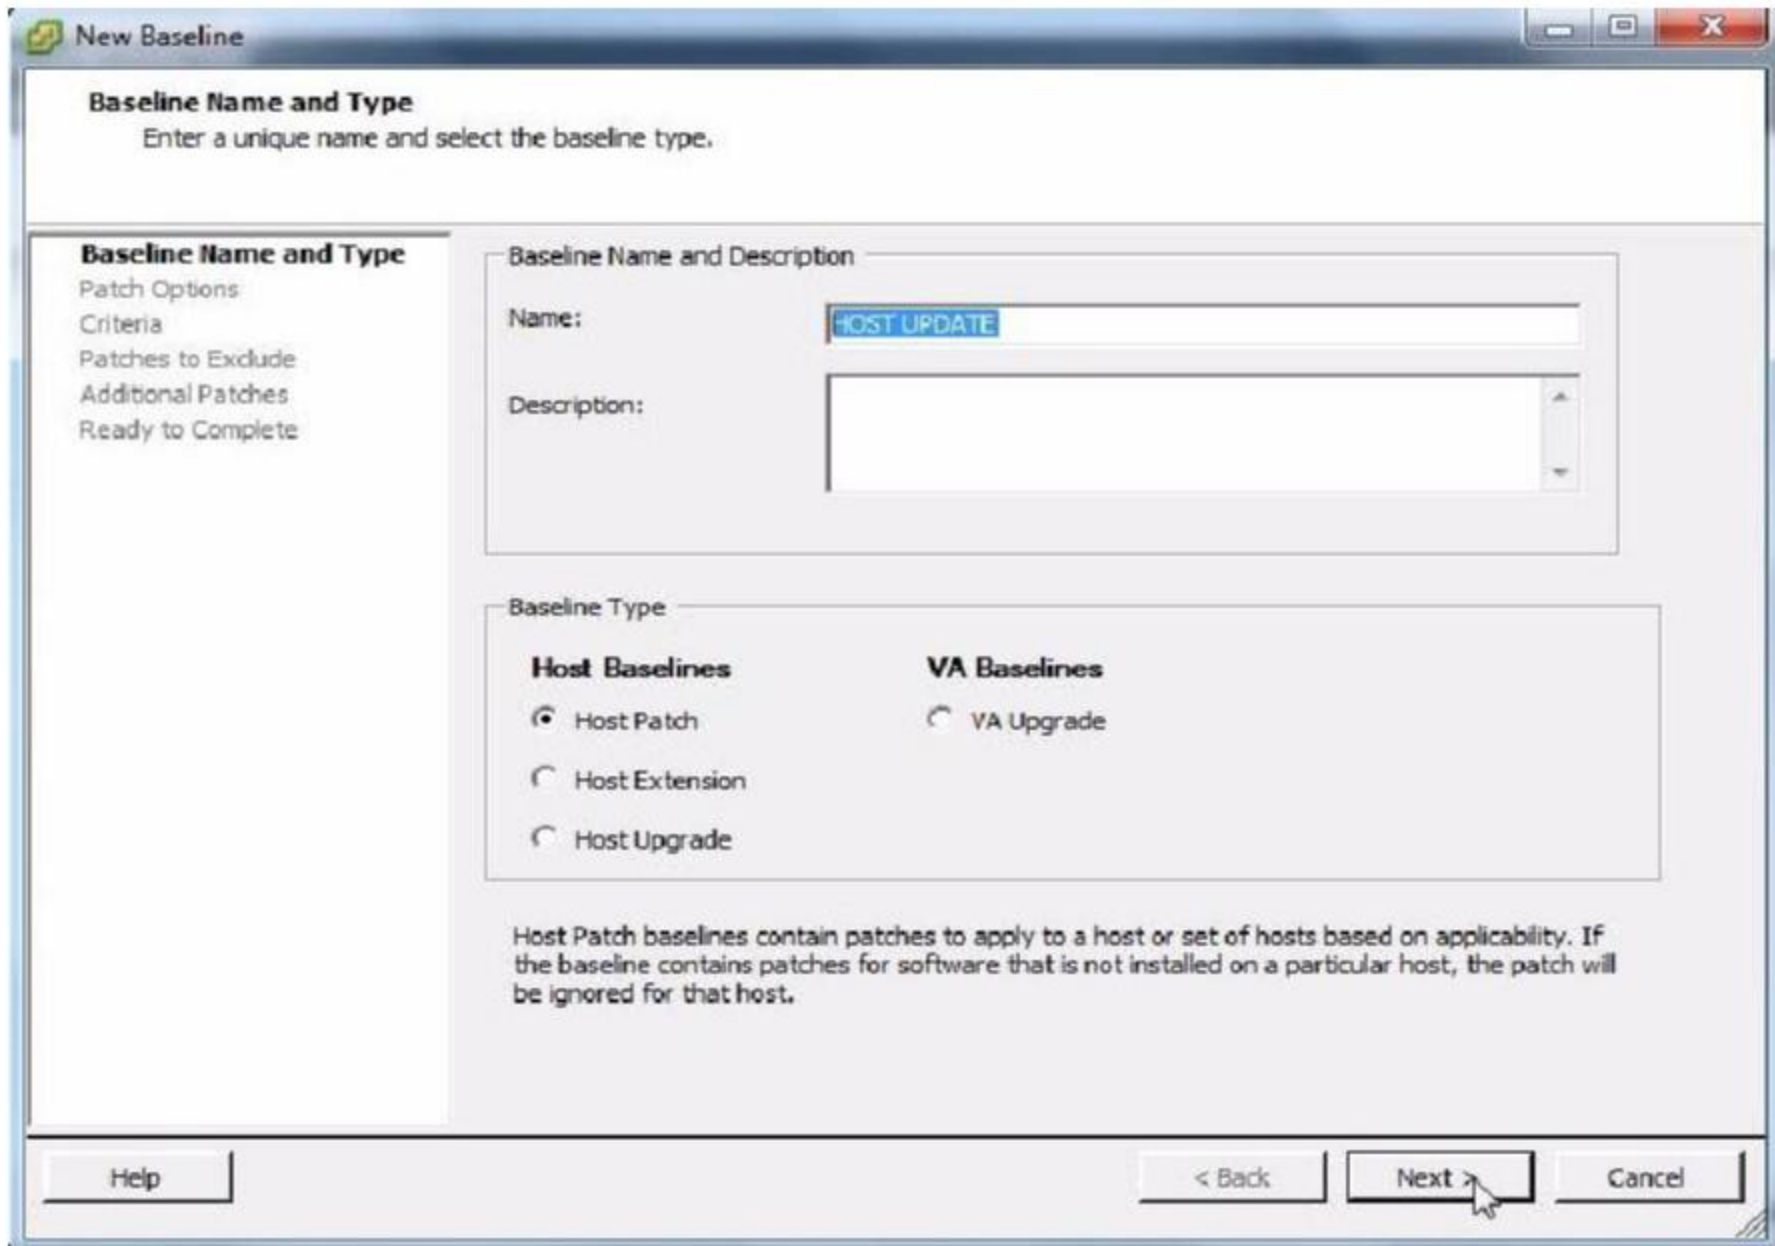 New Baseline
Baseline Name and Type
Enter a unique name and select the baseline type.
Baseline Name and Type
Patch Options
Criteria
Patches to Exclude
Additional Patches
Ready to Complete
Baseline Name and Description
Name:
HOST UPDATE
Description:
Baseline Type
Host Baselines
VA Baselines
Host Patch
VA Upgrade
Host Extension
Host Upgrade
Host Patch baselines contain patches to apply to a host or set of hosts based on applicability. If
the baseline contains patches for software that is not installed on a particular host, the patch will
be ignored for that host.
Help
< Back
Next >
Cancel